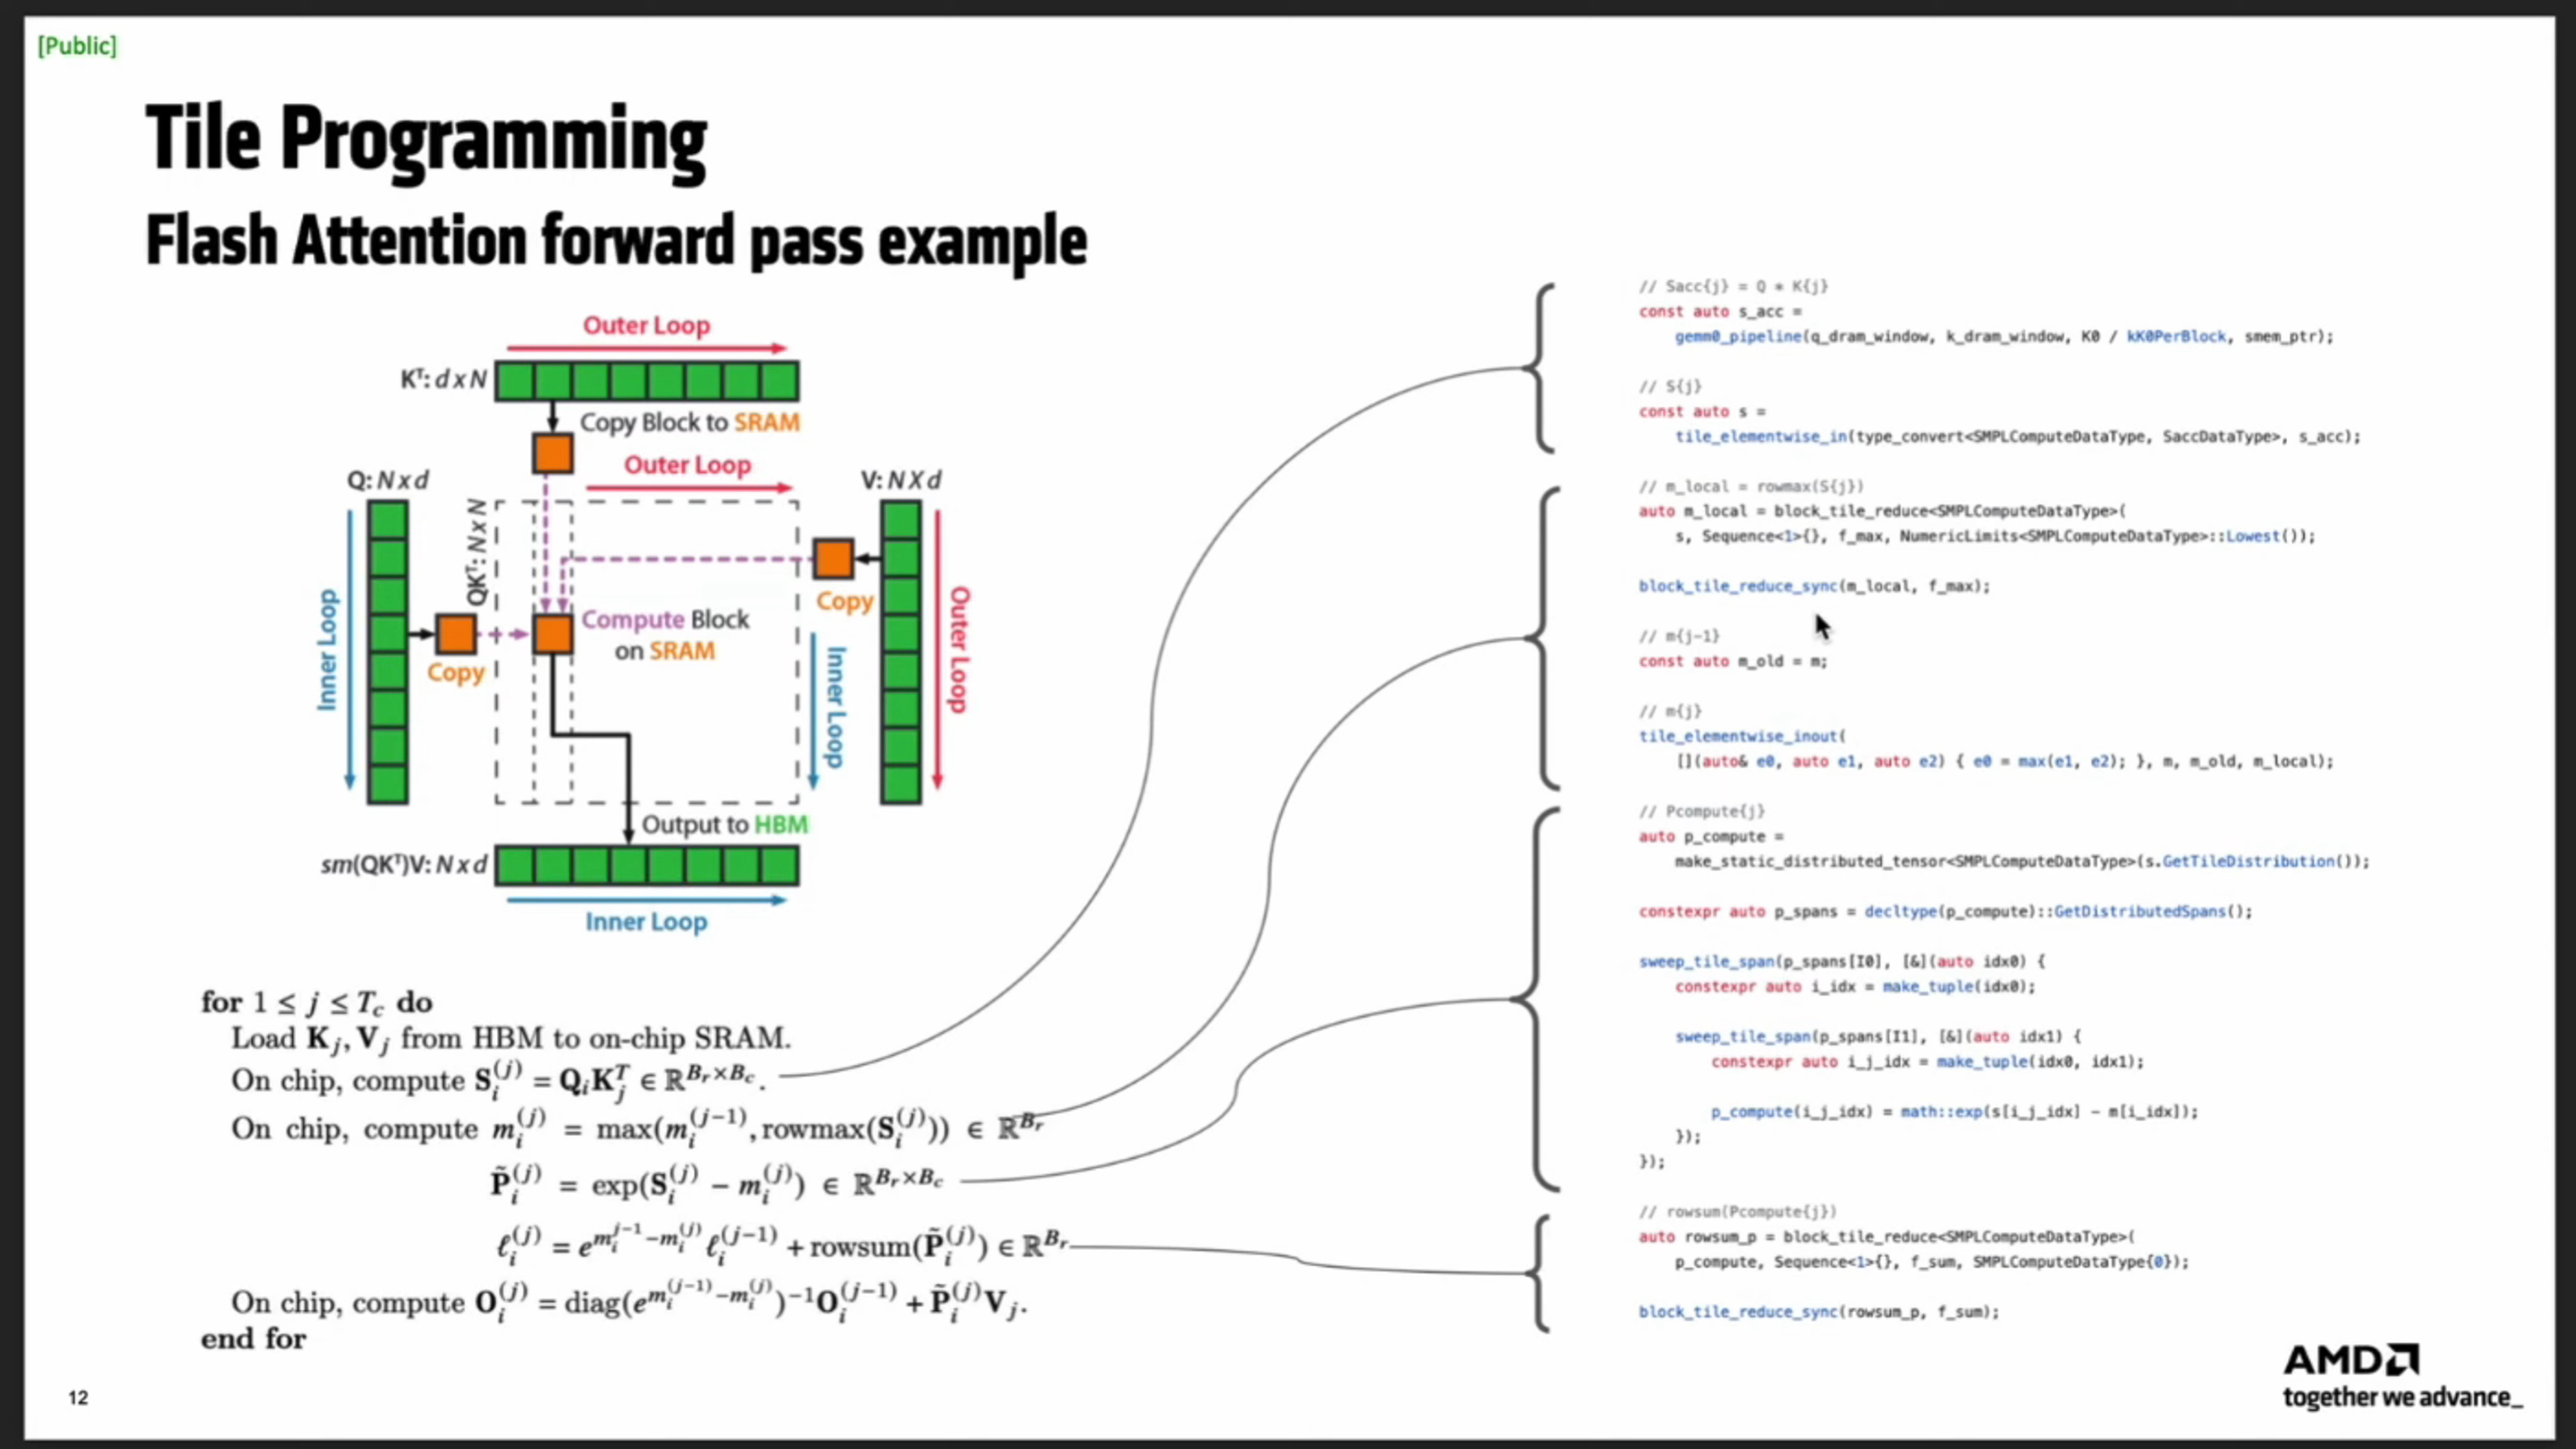 [Public]
Tile Programming
Flash Attention forward pass example
Outer Loop
Kᵀ: d x N
Copy Block to SRAM
Outer Loop
Q: N x d
V: N X d
QKᵀ: N x N
Inner Loop
Copy
Compute Block
on SRAM
Copy
Inner Loop
Outer Loop
Output to HBM
sm(QKᵀ)V: N x d
Inner Loop
for 1 ≤ j ≤ T_c do
Load K_j, V_j from HBM to on-chip SRAM.
On chip, compute S_i^(j) = Q_i K_j^T ∈ ℝ^{B_r×B_c}.
On chip, compute m_i^(j) = max(m_i^(j−1), rowmax(S_i^(j))) ∈ ℝ^{B_r}
P̃_i^(j) = exp(S_i^(j) − m_i^(j)) ∈ ℝ^{B_r×B_c}
ℓ_i^(j) = e^{m_i^{j−1}−m_i^(j)} ℓ_i^(j−1) + rowsum(P̃_i^(j)) ∈ ℝ^{B_r}
On chip, compute O_i^(j) = diag(e^{m_i^(j−1)−m_i^(j)})^{−1} O_i^(j−1) + P̃_i^(j) V_j.
end for
// Sacc{j} = Q * K{j}
const auto s_acc =
gemm0_pipeline(q_dram_window, k_dram_window, K0 / kK0PerBlock, smem_ptr);
// S{j}
const auto s =
tile_elementwise_in(type_convert<SMPLComputeDataType, SaccDataType>, s_acc);
// m_local = rowmax(S{j})
auto m_local = block_tile_reduce<SMPLComputeDataType>(
s, Sequence<1>{}, f_max, NumericLimits<SMPLComputeDataType>::Lowest());
block_tile_reduce_sync(m_local, f_max);
// m{j-1}
const auto m_old = m;
// m{j}
tile_elementwise_inout(
[](auto& e0, auto e1, auto e2) { e0 = max(e1, e2); }, m, m_old, m_local);
// Pcompute{j}
auto p_compute =
make_static_distributed_tensor<SMPLComputeDataType>(s.GetTileDistribution());
constexpr auto p_spans = decltype(p_compute)::GetDistributedSpans();
sweep_tile_span(p_spans[I0], [&](auto idx0) {
constexpr auto i_idx = make_tuple(idx0);
sweep_tile_span(p_spans[I1], [&](auto idx1) {
constexpr auto i_j_idx = make_tuple(idx0, idx1);
p_compute(i_j_idx) = math::exp(s[i_j_idx] - m[i_idx]);
});
});
// rowsum(Pcompute{j})
auto rowsum_p = block_tile_reduce<SMPLComputeDataType>(
p_compute, Sequence<1>{}, f_sum, SMPLComputeDataType{0});
block_tile_reduce_sync(rowsum_p, f_sum);
12
AMD
together we advance_